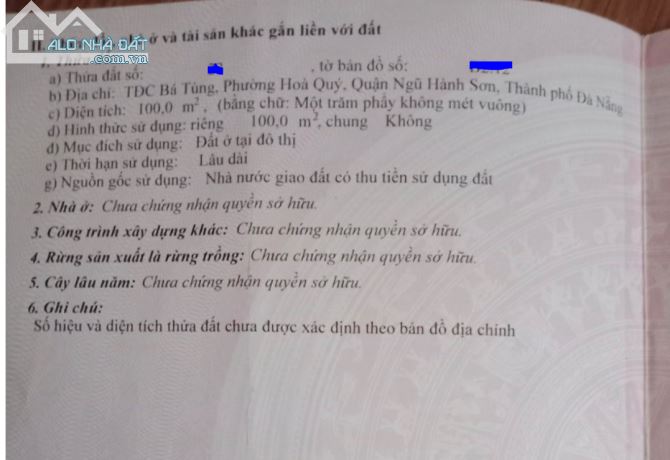 ALO NHÀ ĐẤT
.com.vn
II. ở và tài sản khác gắn liền với đất
1. Thửa
a) Thửa đất số: , tờ bản đồ số:
b) Địa chỉ: TĐC Bá Tùng, Phường Hoà Quý, Quận Ngũ Hành Sơn, Thành phố Đà Nẵng
c) Diện tích: 100,0 m², (bằng chữ: Một trăm phẩy không mét vuông)
d) Hình thức sử dụng: riêng 100,0 m², chung Không
đ) Mục đích sử dụng: Đất ở tại đô thị
e) Thời hạn sử dụng: Lâu dài
g) Nguồn gốc sử dụng: Nhà nước giao đất có thu tiền sử dụng đất
2. Nhà ở: Chưa chứng nhận quyền sở hữu.
3. Công trình xây dựng khác: Chưa chứng nhận quyền sở hữu.
4. Rừng sản xuất là rừng trồng: Chưa chứng nhận quyền sở hữu.
5. Cây lâu năm: Chưa chứng nhận quyền sở hữu.
6. Ghi chú:
Số hiệu và diện tích thửa đất chưa được xác định theo bản đồ địa chính